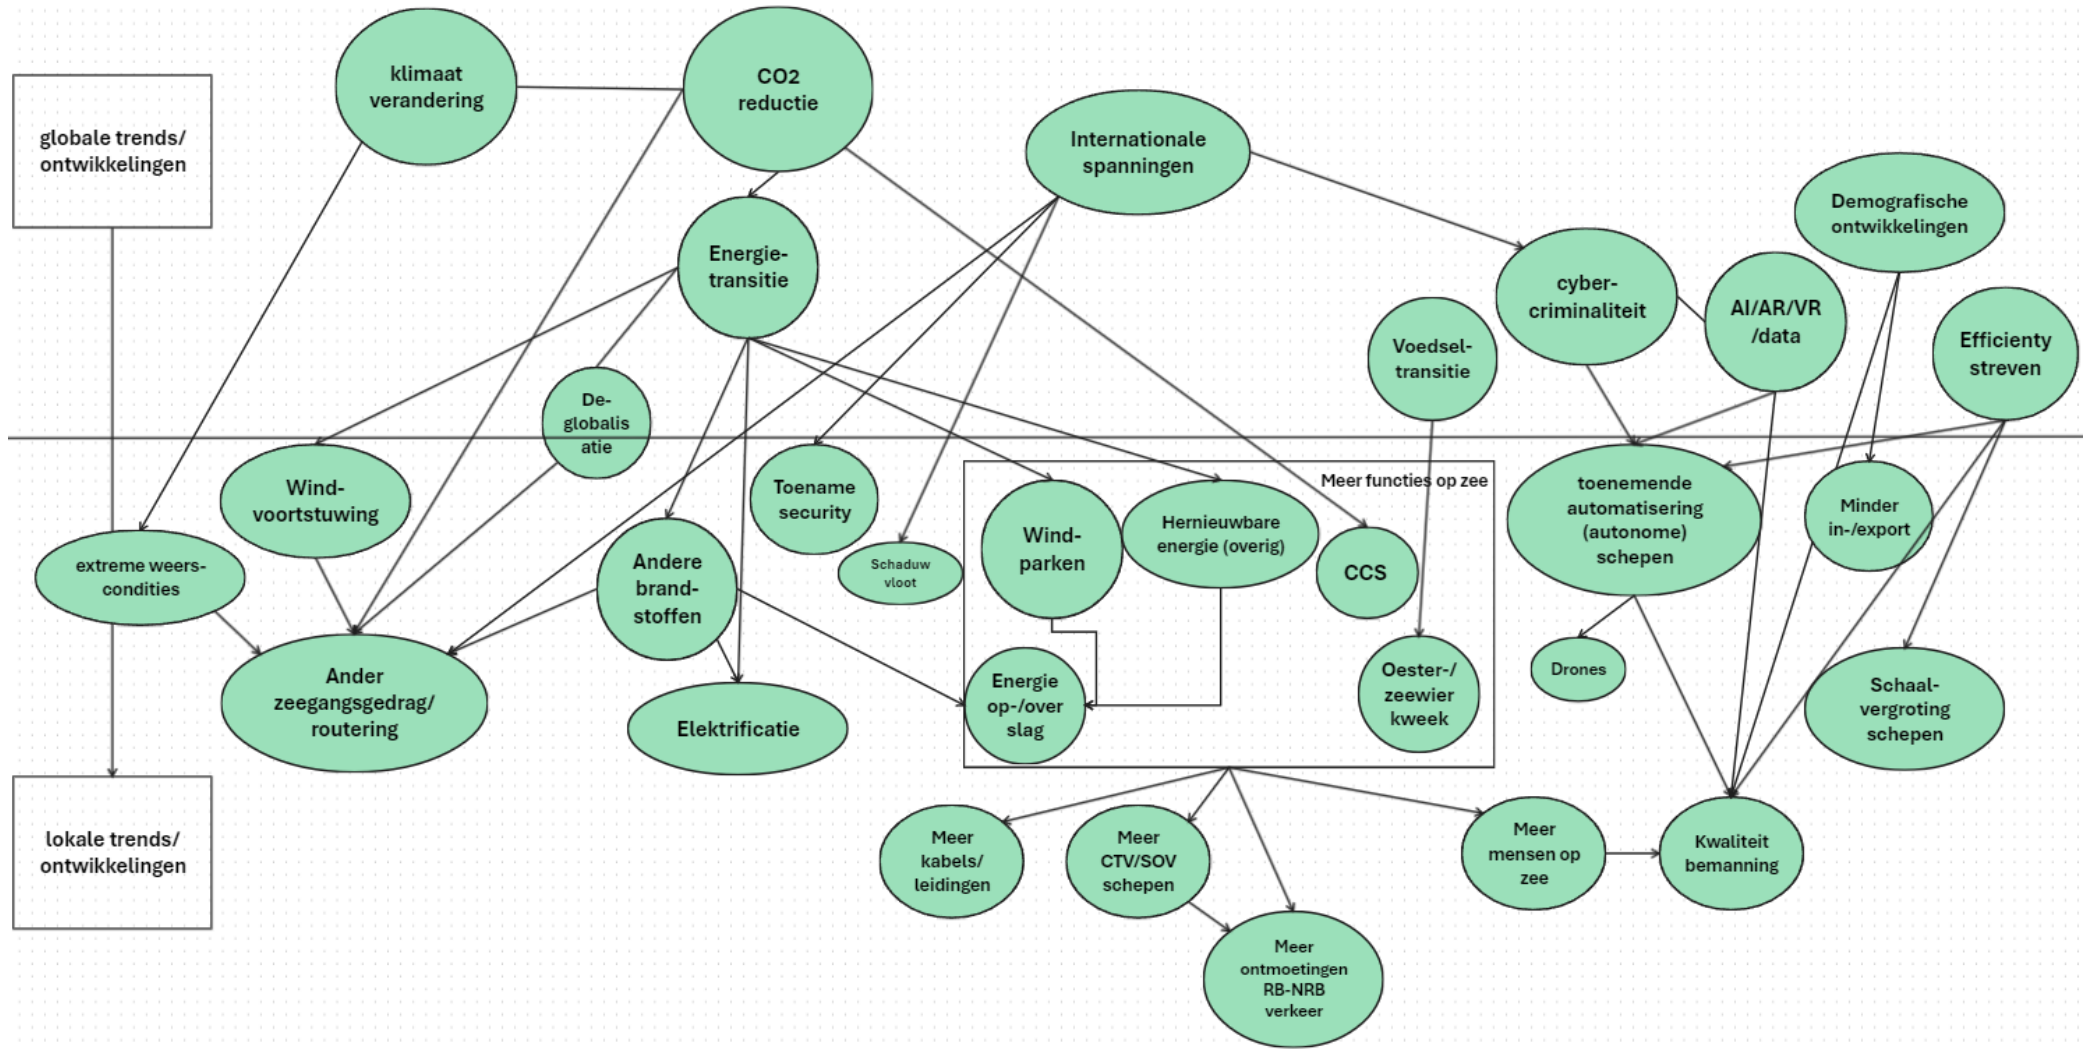 klimaat
verandering
CO2
reductie
globale trends/
ontwikkelingen
Internationale
spanningen
Demografische
ontwikkelingen
Energie-
transitie
cyber-
criminaliteit
AI/AR/VR
/data
Efficienty
streven
Voedsel-
transitie
De-
globalis
atie
Wind-
voortstuwing
Toename
security
Meer functies op zee
Wind-
parken
Hernieuwbare
energie (overig)
CCS
toenemende
automatisering
(autonome)
schepen
Minder
in-/export
extreme weers-
condities
Andere
brand-
stoffen
Schaduw
vloot
Ander
zeegangsgedrag/
routering
Elektrificatie
Energie
op-/over
slag
Oester-/
zeewier
kweek
Drones
Schaal-
vergroting
schepen
lokale trends/
ontwikkelingen
Meer
kabels/
leidingen
Meer
CTV/SOV
schepen
Meer
mensen op
zee
Kwaliteit
bemanning
Meer
ontmoetingen
RB-NRB
verkeer